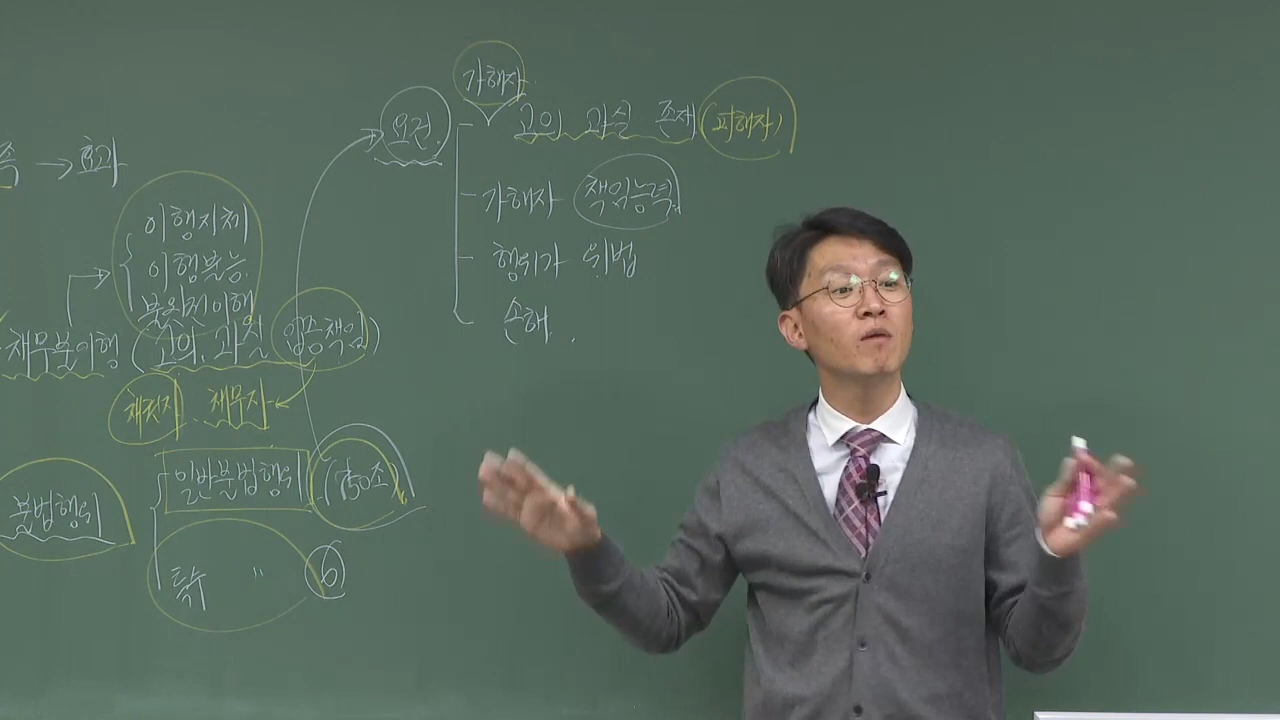 족 → 효과
이행지체
이행불능
불완전이행
채무불이행 (고의, 과실 입증책임)
채권자. 채무자
불법행위
일반불법행위 (750조)
특수 〃 ⑥
요건
가해자
고의 과실 존재 (피해자)
가해자 책임능력
행위가 위법
손해.